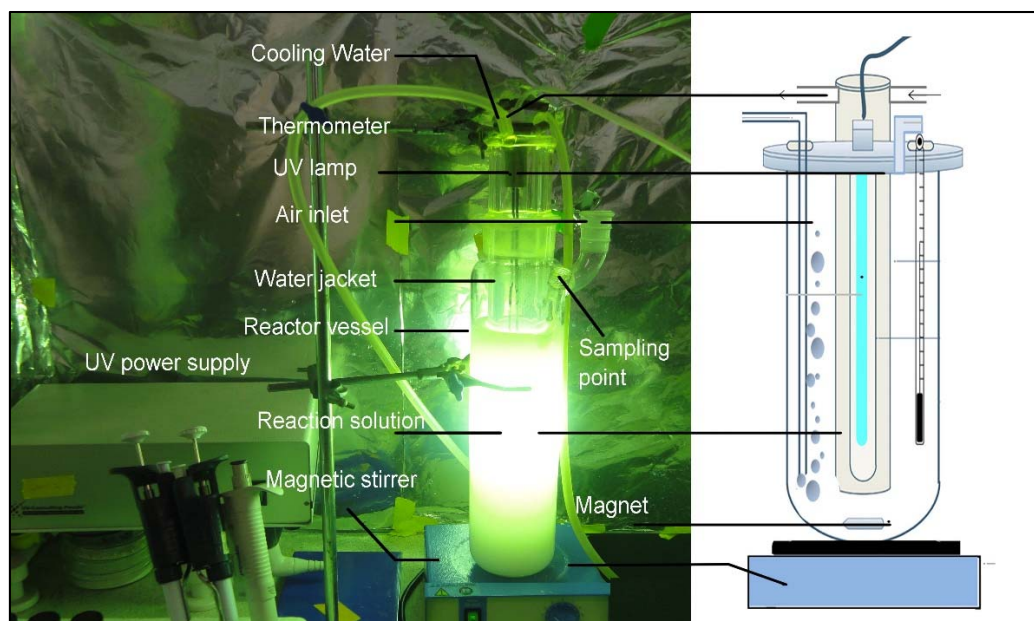 Cooling Water
Thermometer
UV lamp
Air inlet
Water jacket
Reactor vessel
Sampling
point
UV power supply
Reaction solution
Magnetic stirrer
Magnet